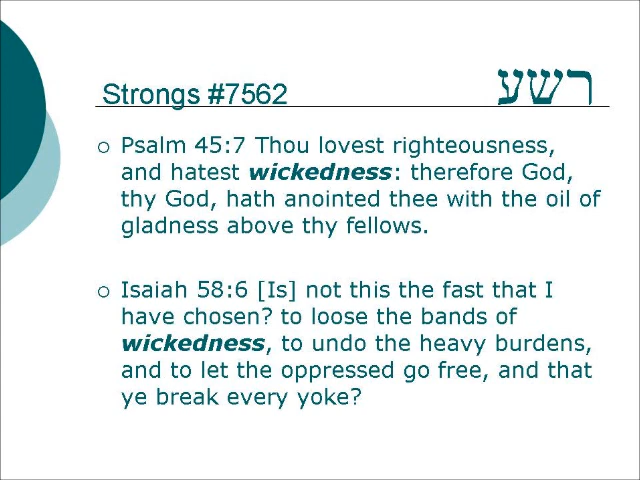 Strongs #7562 רשע
Psalm 45:7 Thou lovest righteousness,
and hatest wickedness: therefore God,
thy God, hath anointed thee with the oil of
gladness above thy fellows.
Isaiah 58:6 [Is] not this the fast that I
have chosen? to loose the bands of
wickedness, to undo the heavy burdens,
and to let the oppressed go free, and that
ye break every yoke?